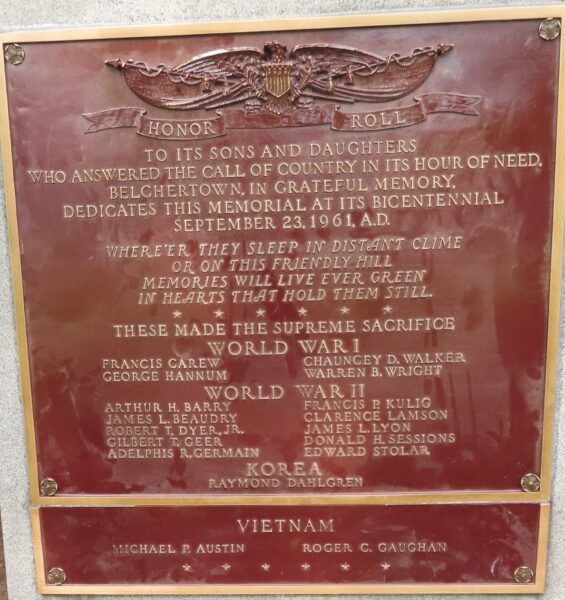 HONOR ROLL
TO ITS SONS AND DAUGHTERS
WHO ANSWERED THE CALL OF COUNTRY IN ITS HOUR OF NEED,
BELCHERTOWN, IN GRATEFUL MEMORY,
DEDICATES THIS MEMORIAL AT ITS BICENTENNIAL
SEPTEMBER 23, 1961, A.D.
WHERE'ER THEY SLEEP IN DISTANT CLIME
OR ON THIS FRIENDLY HILL
MEMORIES WILL LIVE EVER GREEN
IN HEARTS THAT HOLD THEM STILL.
THESE MADE THE SUPREME SACRIFICE
WORLD WAR I
FRANCIS CAREW CHAUNCEY D. WALKER
GEORGE HANNUM WARREN B. WRIGHT
WORLD WAR II
ARTHUR H. BARRY FRANCIS P. KULIG
JAMES L. BEAUDRY CLARENCE LAMSON
ROBERT T. DYER, JR. JAMES L. LYON
GILBERT T. GEER DONALD H. SESSIONS
ADELPHIS R. GERMAIN EDWARD STOLAR
KOREA
RAYMOND DAHLGREN
VIETNAM
MICHAEL P. AUSTIN ROGER C. GAUGHAN